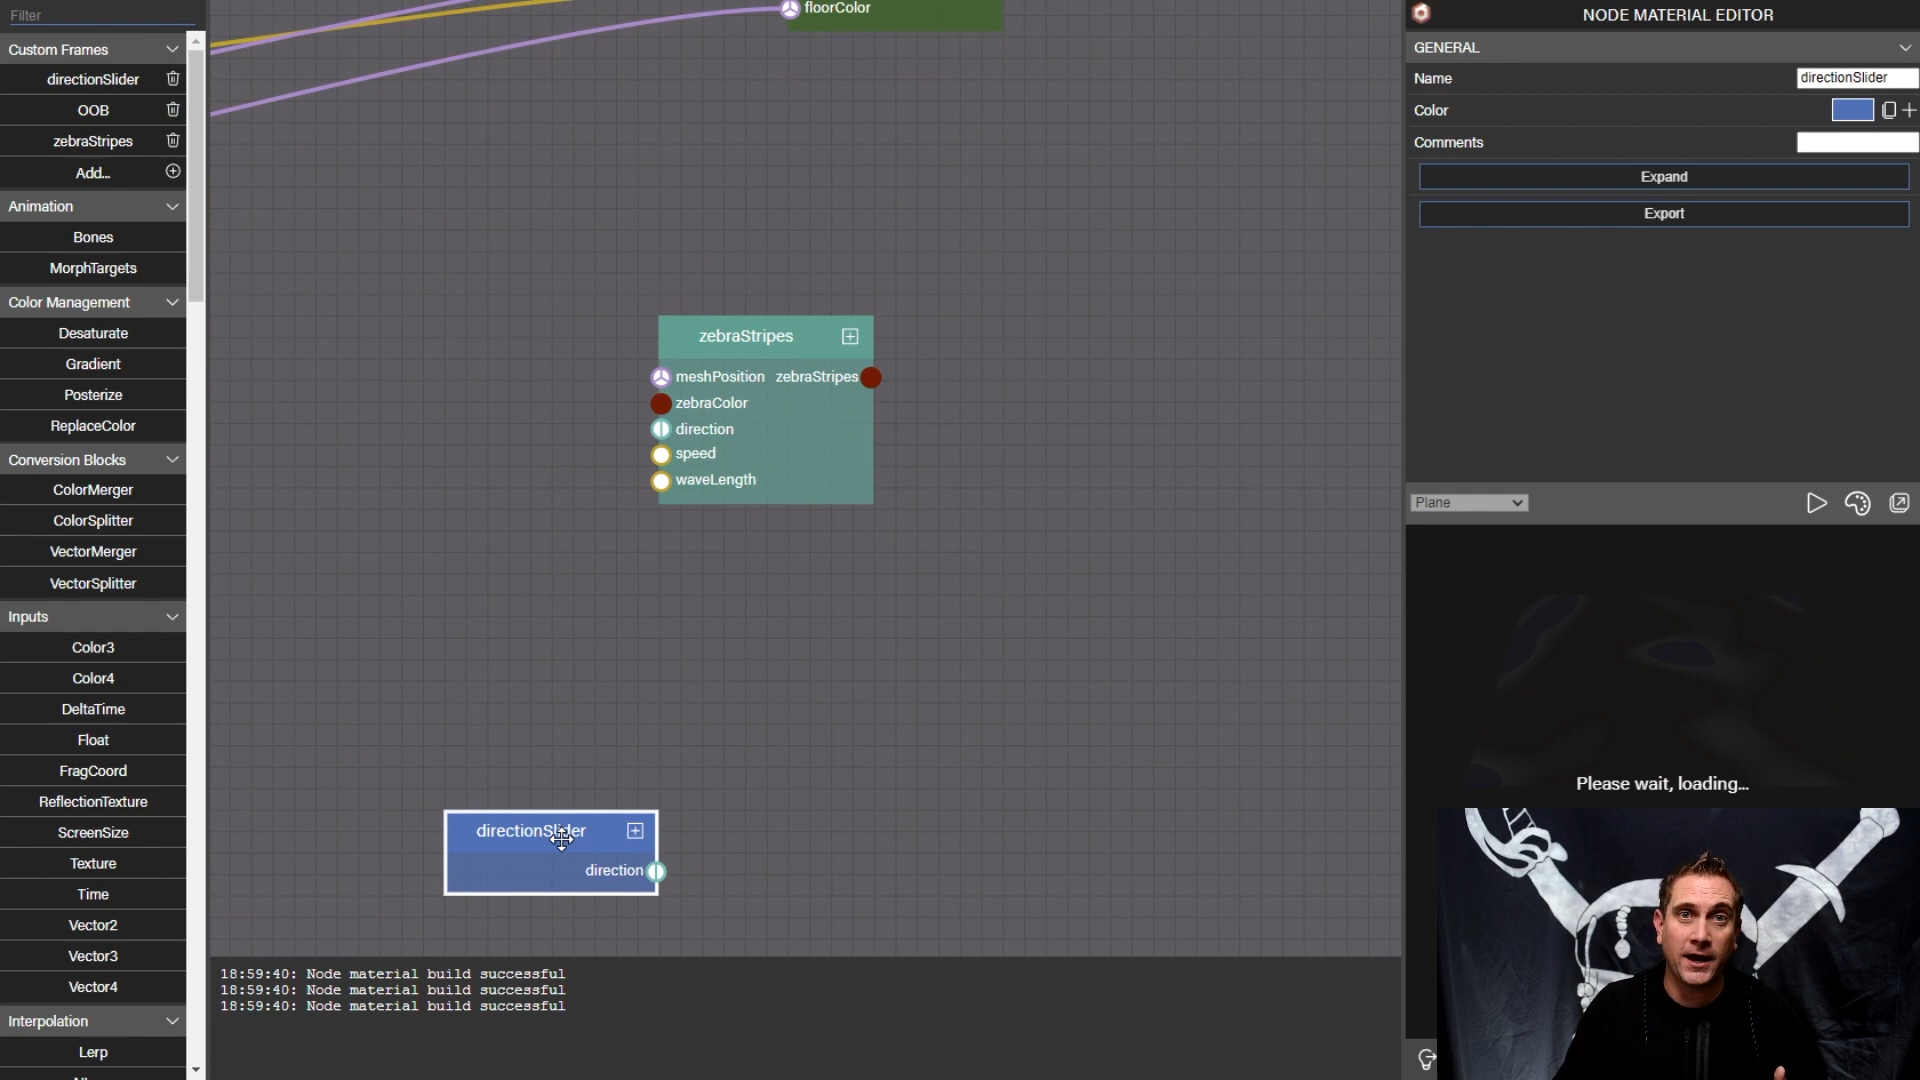 Filter
Custom Frames
directionSlider
OOB
zebraStripes
Add...
Animation
Bones
MorphTargets
Color Management
Desaturate
Gradient
Posterize
ReplaceColor
Conversion Blocks
ColorMerger
ColorSplitter
VectorMerger
VectorSplitter
Inputs
Color3
Color4
DeltaTime
Float
FragCoord
ReflectionTexture
ScreenSize
Texture
Time
Vector2
Vector3
Vector4
Interpolation
Lerp
floorColor
zebraStripes
meshPosition zebraStripes
zebraColor
direction
speed
waveLength
directionSlider
direction
18:59:40: Node material build successful
18:59:40: Node material build successful
18:59:40: Node material build successful
NODE MATERIAL EDITOR
GENERAL
Name directionSlider
Color
Comments
Expand
Export
Plane
Please wait, loading...